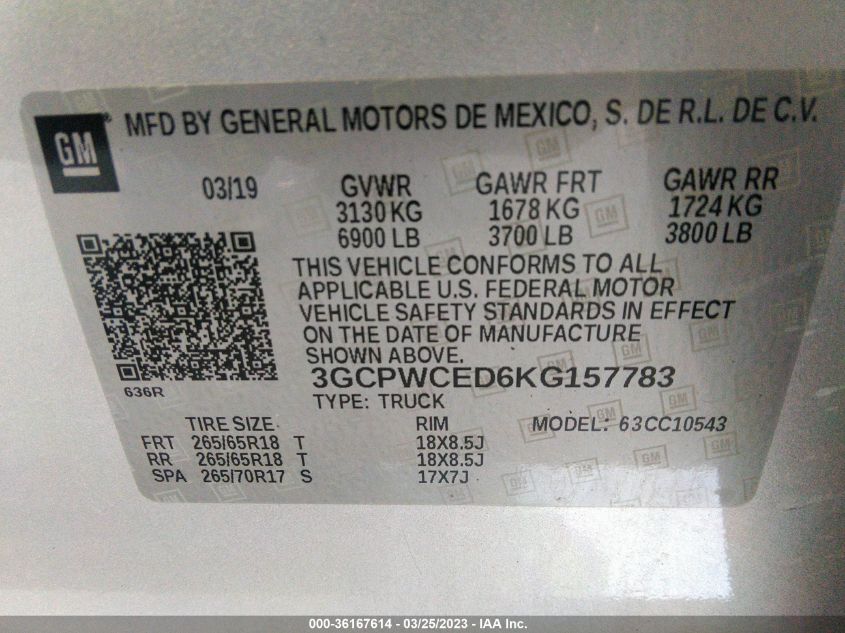 GM
MFD BY GENERAL MOTORS DE MEXICO, S. DE R.L. DE C.V.
03/19 GVWR GAWR FRT GAWR RR
3130 KG 1678 KG 1724 KG
6900 LB 3700 LB 3800 LB
THIS VEHICLE CONFORMS TO ALL
APPLICABLE U.S. FEDERAL MOTOR
VEHICLE SAFETY STANDARDS IN EFFECT
ON THE DATE OF MANUFACTURE
SHOWN ABOVE.
3GCPWCED6KG157783
636R
TYPE: TRUCK
TIRE SIZE RIM MODEL: 63CC10543
FRT 265/65R18 T 18X8.5J
RR 265/65R18 T 18X8.5J
SPA 265/70R17 S 17X7J
000-36167614 - 03/25/2023 - IAA Inc.